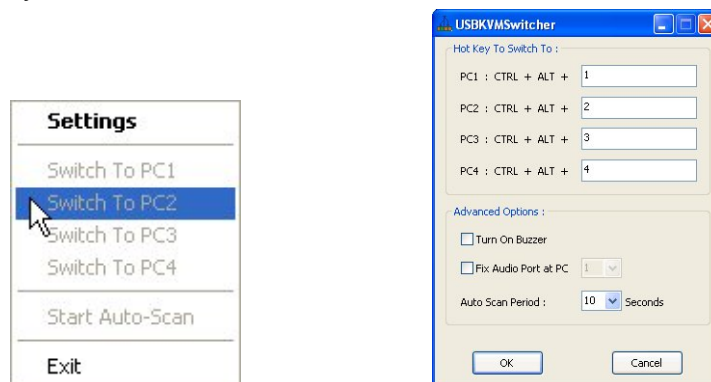 Settings
Switch To PC1
Switch To PC2
Switch To PC3
Switch To PC4
Start Auto-Scan
Exit
USBKVMSwitcher
Hot Key To Switch To :
PC1 : CTRL + ALT + 1
PC2 : CTRL + ALT + 2
PC3 : CTRL + ALT + 3
PC4 : CTRL + ALT + 4
Advanced Options :
Turn On Buzzer
Fix Audio Port at PC 1
Auto Scan Period : 10 Seconds
OK Cancel